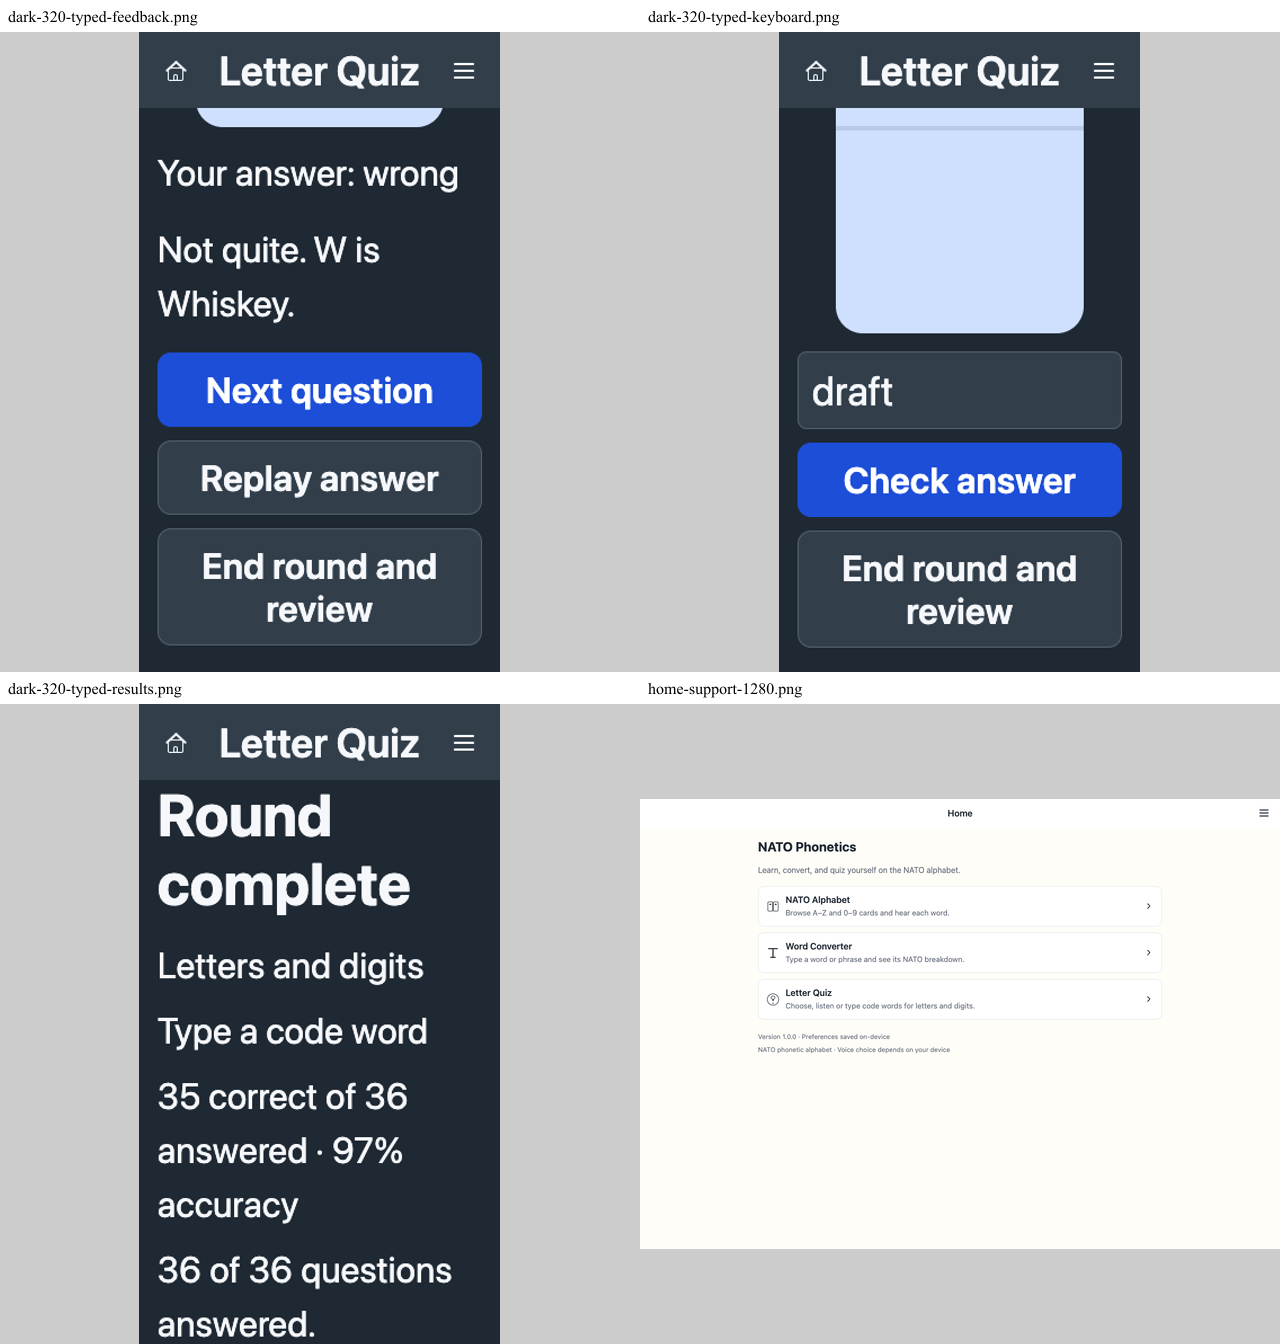 dark-320-typed-feedback.png
Letter Quiz
Your answer: wrong
Not quite. W is
Whiskey.
Next question
Replay answer
End round and
review
dark-320-typed-keyboard.png
Letter Quiz
draft
Check answer
End round and
review
dark-320-typed-results.png
Letter Quiz
Round
complete
Letters and digits
Type a code word
35 correct of 36
answered · 97%
accuracy
36 of 36 questions
answered.
home-support-1280.png
Home
NATO Phonetics
Learn, convert, and quiz yourself on the NATO alphabet.
NATO Alphabet
Browse A–Z and 0–9 cards and hear each word.
Word Converter
Type a word or phrase and see its NATO breakdown.
Letter Quiz
Choose, listen or type code words for letters and digits.
Version 1.0.0 · Preferences saved on-device
NATO phonetic alphabet · Voice choice depends on your device